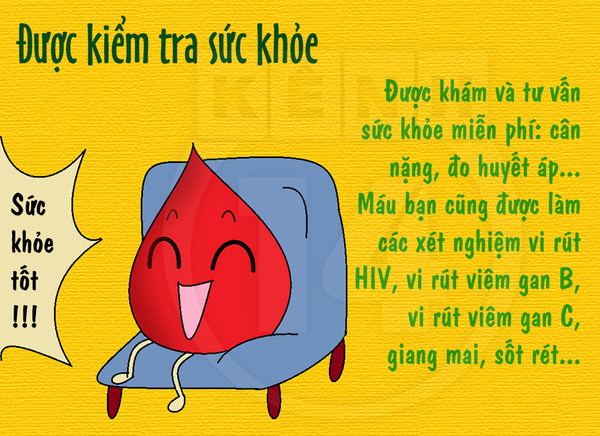 Được kiểm tra sức khỏe
Được khám và tư vấn
sức khỏe miễn phí: cân
nặng, đo huyết áp...
Máu bạn cũng được làm
các xét nghiệm vi rút
HIV, vi rút viêm gan B,
vi rút viêm gan C,
giang mai, sốt rét...
Sức
khỏe
tốt
!!!
KÊNH
14